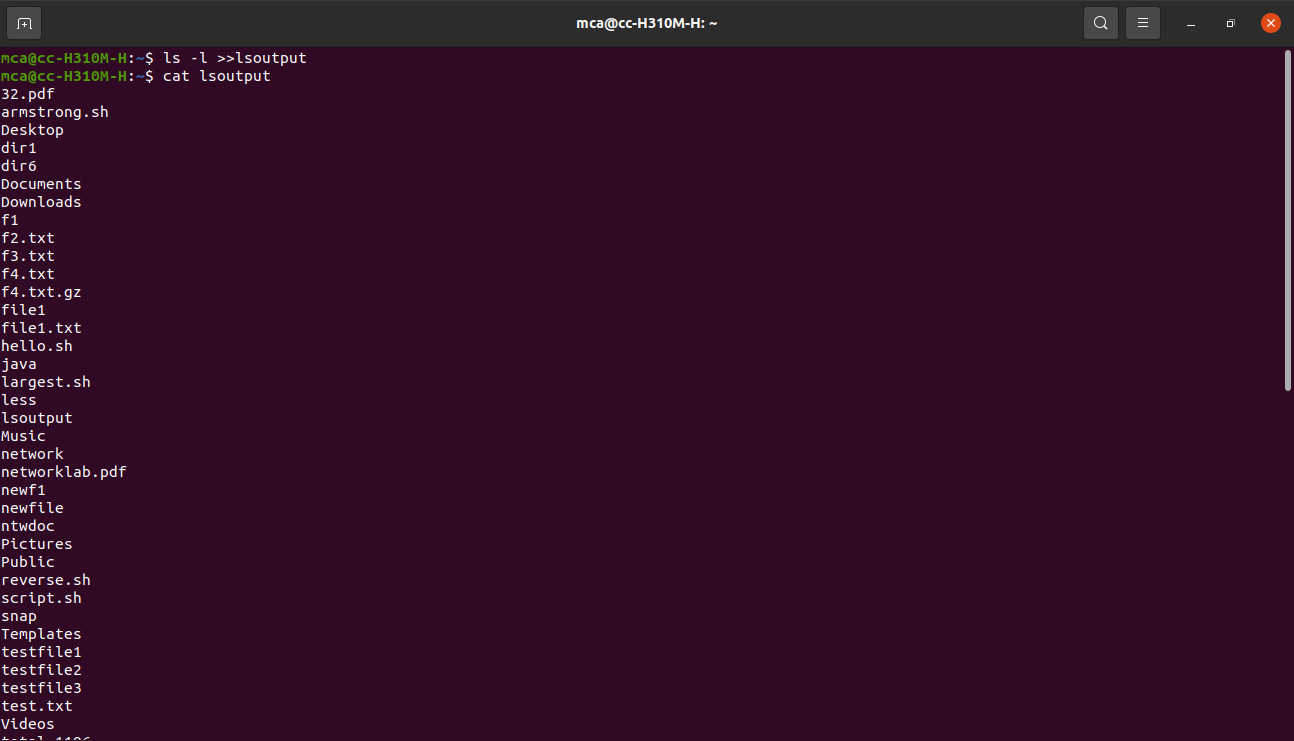 mca@cc-H310M-H: ~
mca@cc-H310M-H:~$ ls -l >>lsoutput
mca@cc-H310M-H:~$ cat lsoutput
32.pdf
armstrong.sh
Desktop
dir1
dir6
Documents
Downloads
f1
f2.txt
f3.txt
f4.txt
f4.txt.gz
file1
file1.txt
hello.sh
java
largest.sh
less
lsoutput
Music
network
networklab.pdf
newf1
newfile
ntwdoc
Pictures
Public
reverse.sh
script.sh
snap
Templates
testfile1
testfile2
testfile3
test.txt
Videos
total